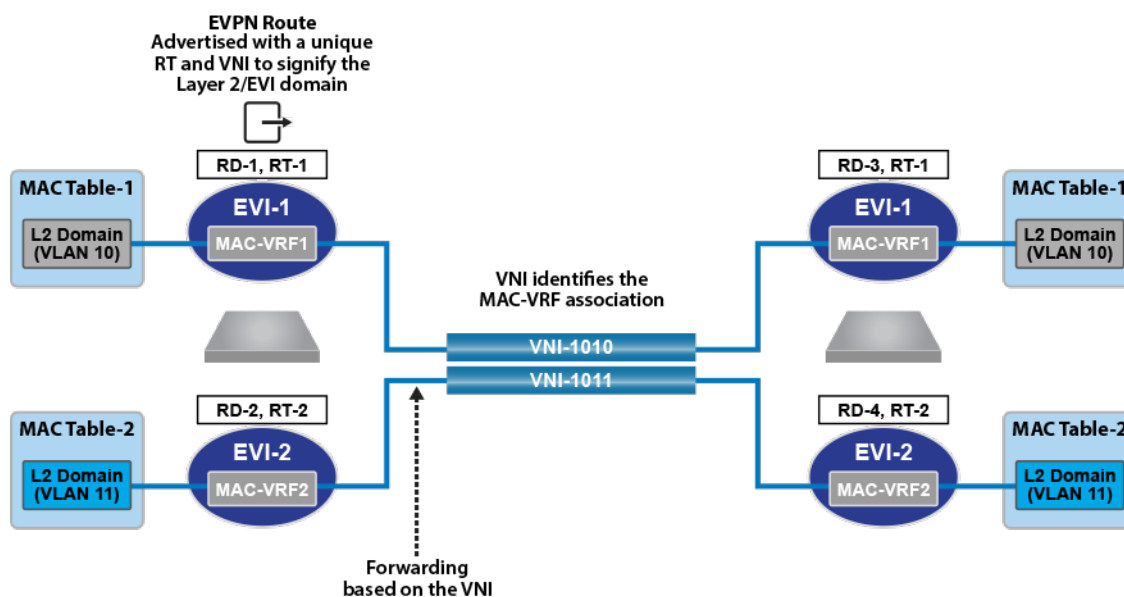 EVPN Route
Advertised with a unique
RT and VNI to signify the
Layer 2/EVI domain
RD-1, RT-1
RD-3, RT-1
MAC Table-1
EVI-1
EVI-1
MAC Table-1
L2 Domain
(VLAN 10)
MAC-VRF1
MAC-VRF1
L2 Domain
(VLAN 10)
VNI identifies the
MAC-VRF association
VNI-1010
VNI-1011
RD-2, RT-2
RD-4, RT-2
MAC Table-2
EVI-2
EVI-2
MAC Table-2
L2 Domain
(VLAN 11)
MAC-VRF2
MAC-VRF2
L2 Domain
(VLAN 11)
Forwarding
based on the VNI